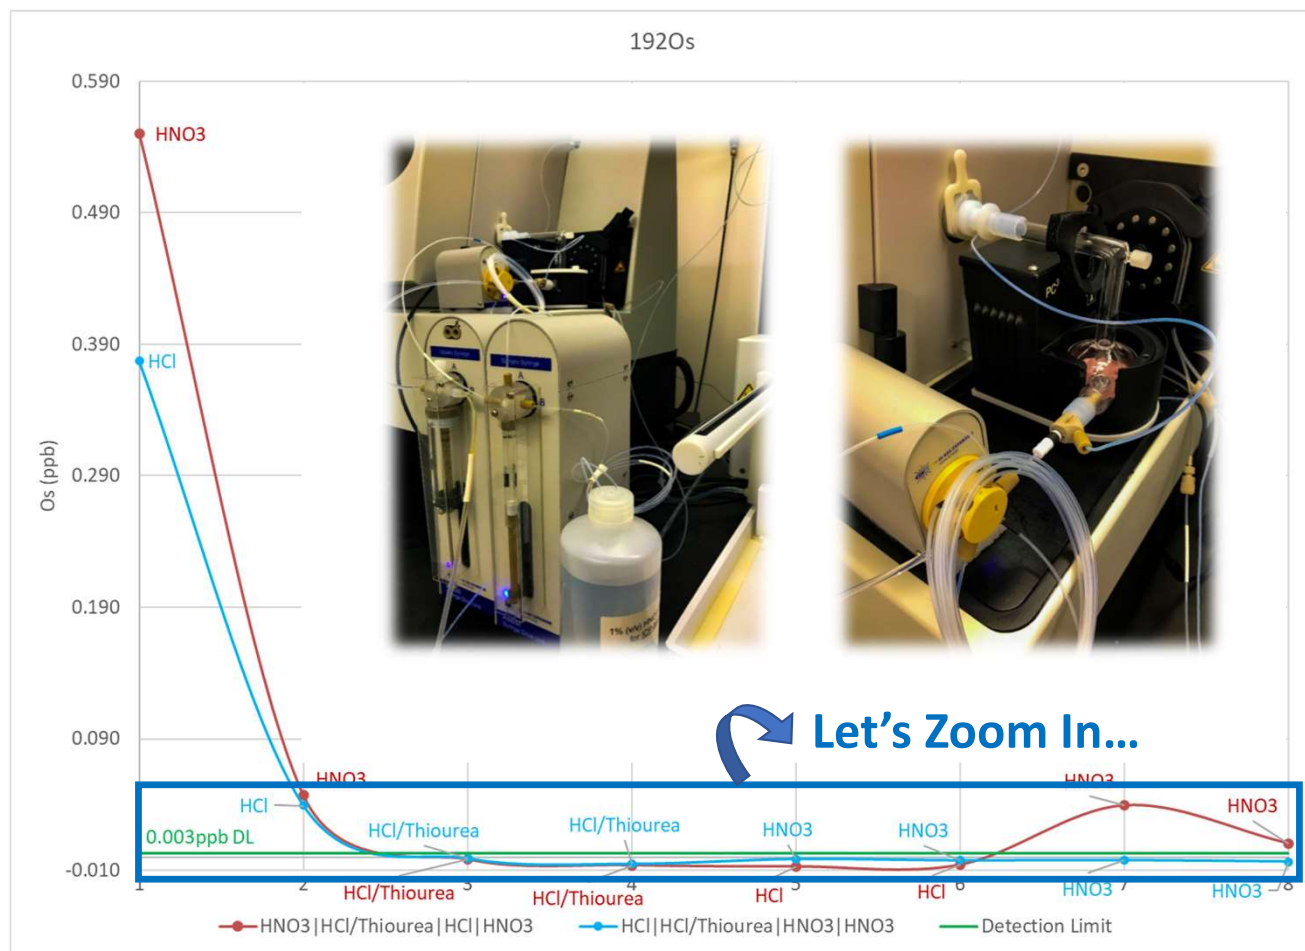 192Os
0.590
0.490
0.390
0.290
0.190
0.090
-0.010
Os (ppb)
HNO3
HCl
A
A
B
1% (v/v)
PC³
Let's Zoom In...
HNO3
HCl
0.003ppb DL
HCl/Thiourea
HCl/Thiourea
HNO3
HNO3
HNO3
HNO3
HCl/Thiourea
HCl/Thiourea
HCl
HCl
HNO3
HNO3
1 2 3 4 5 6 7 8
HNO3|HCl/Thiourea|HCl|HNO3
HCl|HCl/Thiourea|HNO3|HNO3
Detection Limit